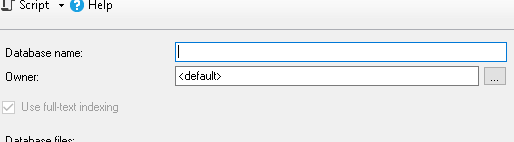 Script Help
Database name:
Owner: <default> ...
Use full-text indexing
Database files: